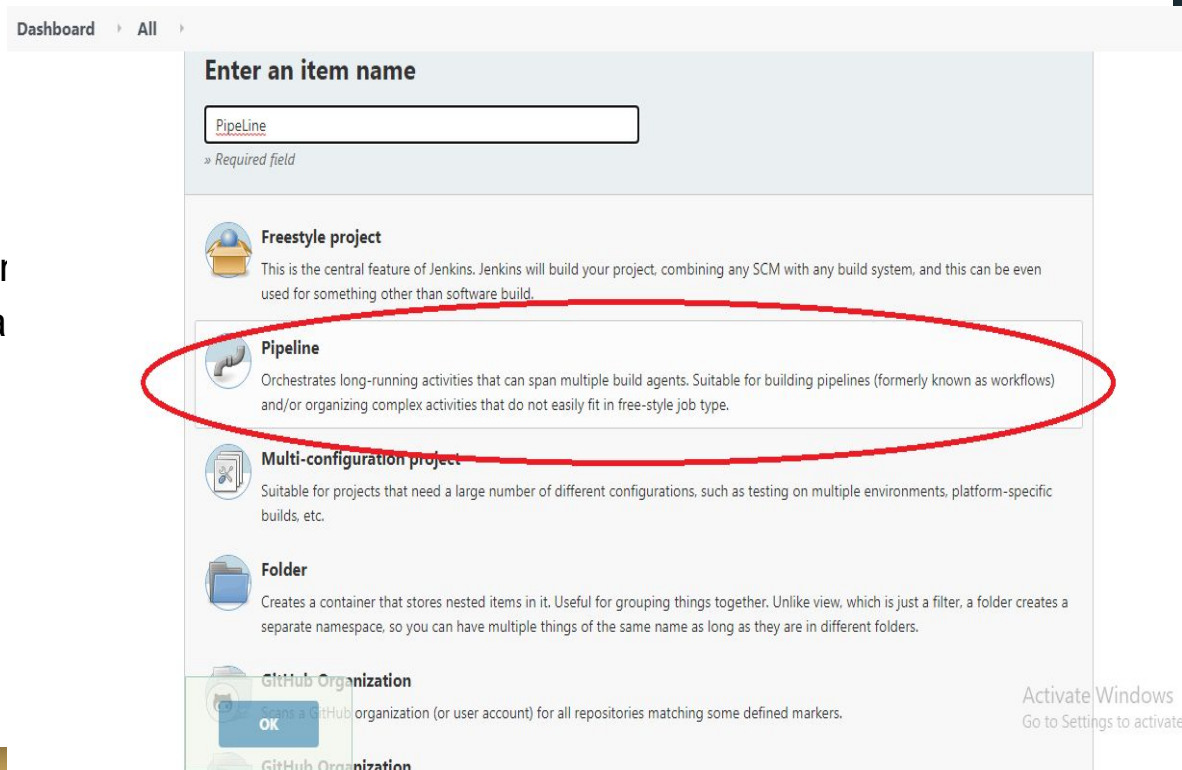 Dashboard All
Enter an item name
PipeLine
» Required field
Freestyle project
This is the central feature of Jenkins. Jenkins will build your project, combining any SCM with any build system, and this can be even
used for something other than software build.
Pipeline
Orchestrates long-running activities that can span multiple build agents. Suitable for building pipelines (formerly known as workflows)
and/or organizing complex activities that do not easily fit in free-style job type.
Multi-configuration project
Suitable for projects that need a large number of different configurations, such as testing on multiple environments, platform-specific
builds, etc.
Folder
Creates a container that stores nested items in it. Useful for grouping things together. Unlike view, which is just a filter, a folder creates a
separate namespace, so you can have multiple things of the same name as long as they are in different folders.
GitHub Organization
Scans a GitHub organization (or user account) for all repositories matching some defined markers.
OK
GitHub Organization
Activate Windows
Go to Settings to activate